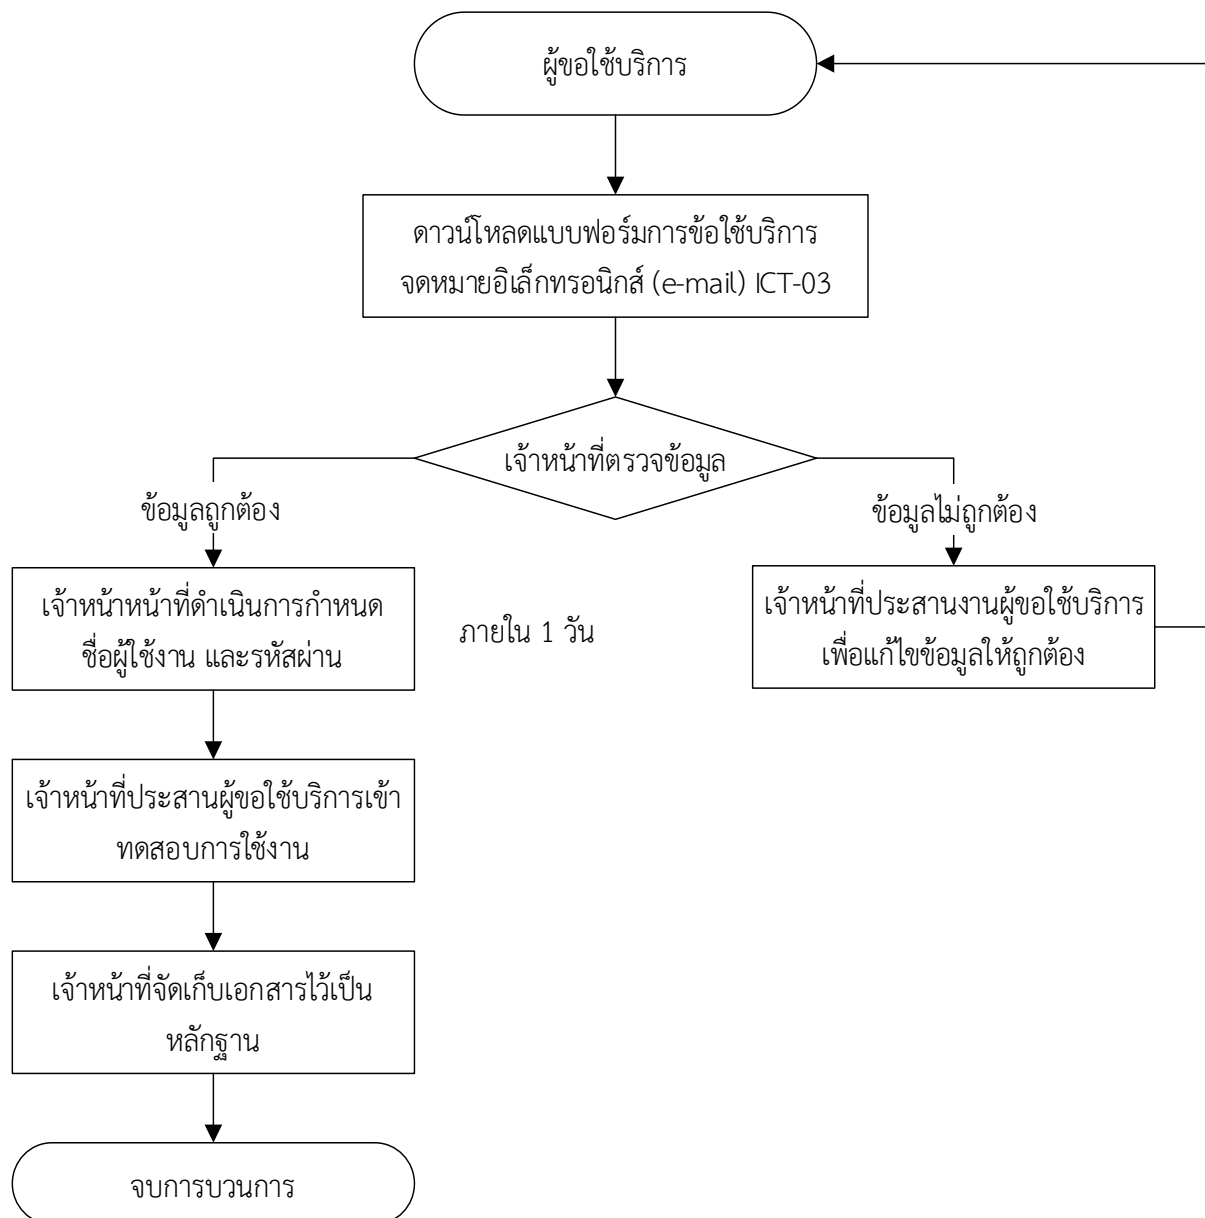 ผู้ขอใช้บริการ
ดาวน์โหลดแบบฟอร์มการข้อใช้บริการ
จดหมายอิเล็กทรอนิกส์ (e-mail) ICT-03
เจ้าหน้าที่ตรวจข้อมูล
ข้อมูลถูกต้อง
ข้อมูลไม่ถูกต้อง
เจ้าหน้าหน้าที่ดำเนินการกำหนด
ชื่อผู้ใช้งาน และรหัสผ่าน
ภายใน 1 วัน
เจ้าหน้าที่ประสานงานผู้ขอใช้บริการ
เพื่อแก้ไขข้อมูลให้ถูกต้อง
เจ้าหน้าที่ประสานผู้ขอใช้บริการเข้า
ทดสอบการใช้งาน
เจ้าหน้าที่จัดเก็บเอกสารไว้เป็น
หลักฐาน
จบการบวนการ